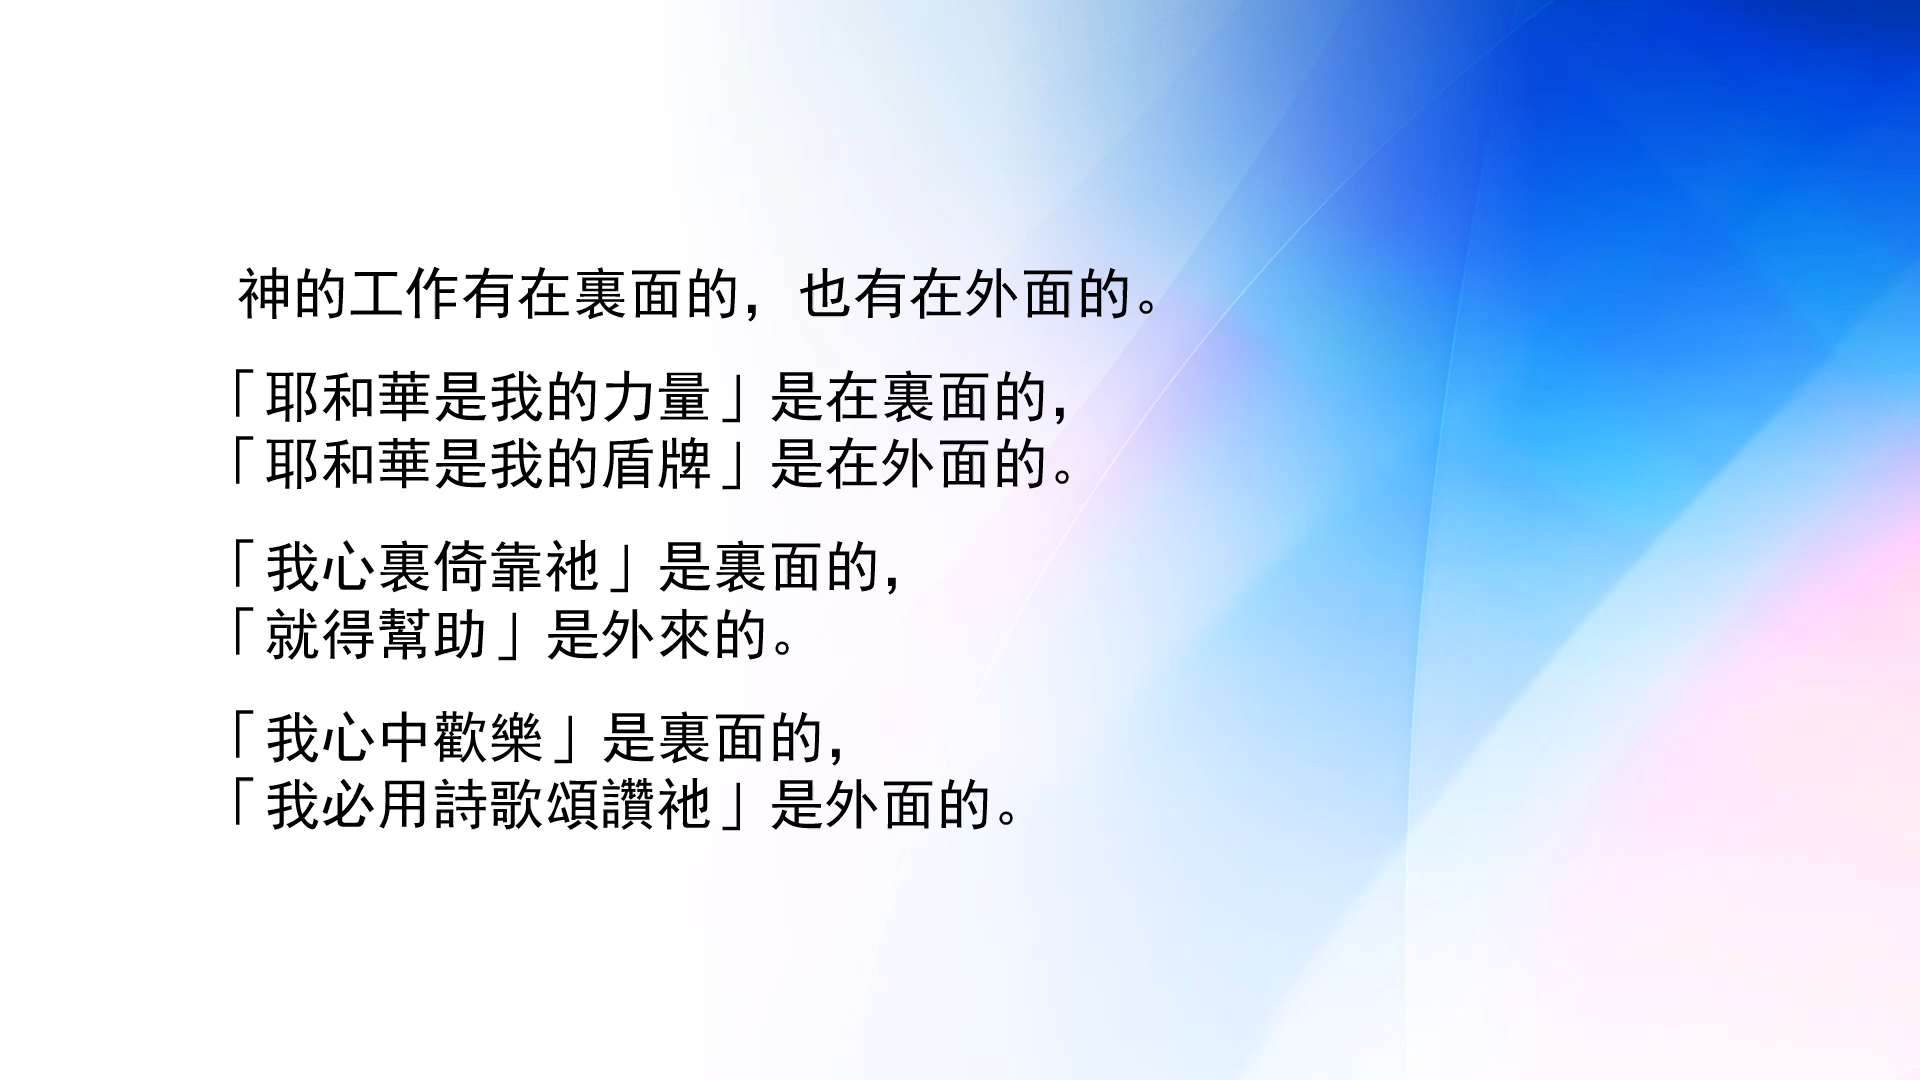 神的工作有在裏面的，也有在外面的。
「耶和華是我的力量」是在裏面的，
「耶和華是我的盾牌」是在外面的。
「我心裏倚靠祂」是裏面的，
「就得幫助」是外來的。
「我心中歡樂」是裏面的，
「我必用詩歌頌讚祂」是外面的。